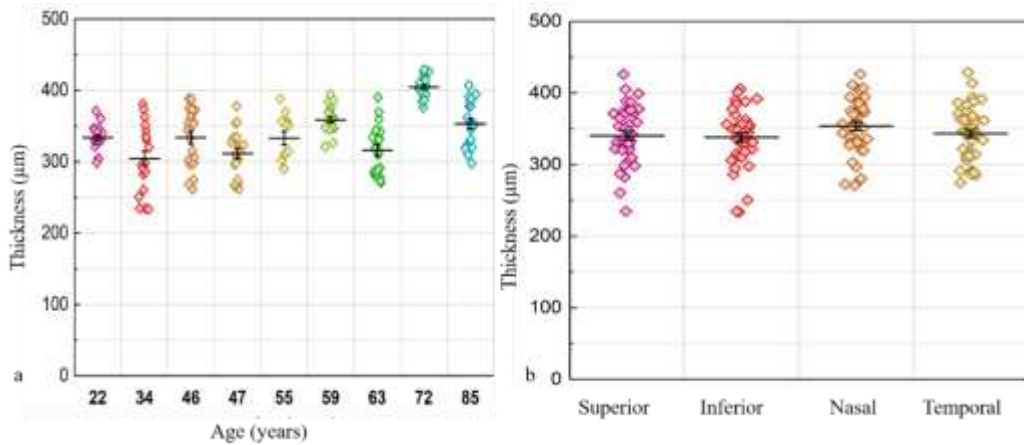 500
400
300
200
100
0
Thickness (μm)
a
22 34 46 47 55 59 63 72 85
Age (years)
500
400
300
200
100
0
Thickness (μm)
b
Superior Inferior Nasal Temporal